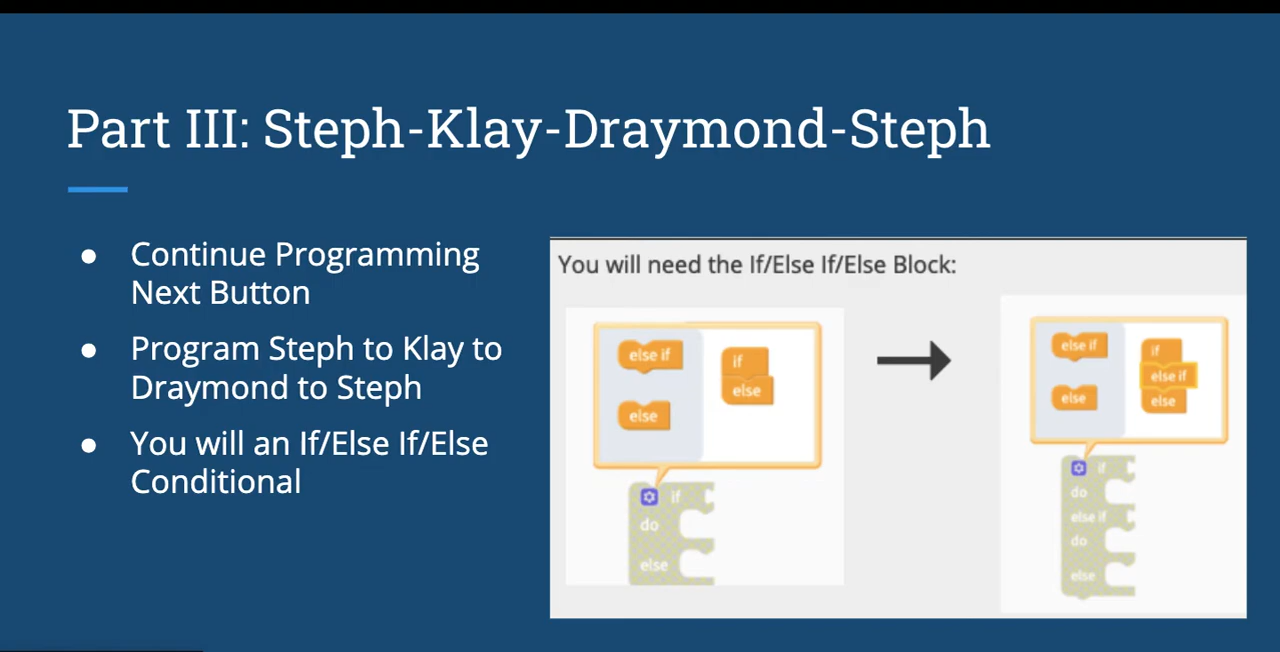 Part III: Steph-Klay-Draymond-Steph
● Continue Programming
Next Button
● Program Steph to Klay to
Draymond to Steph
● You will an If/Else If/Else
Conditional
You will need the If/Else If/Else Block:
else if
else
if
else
if
do
else
else if
else
if
else if
else
if
do
else if
do
else